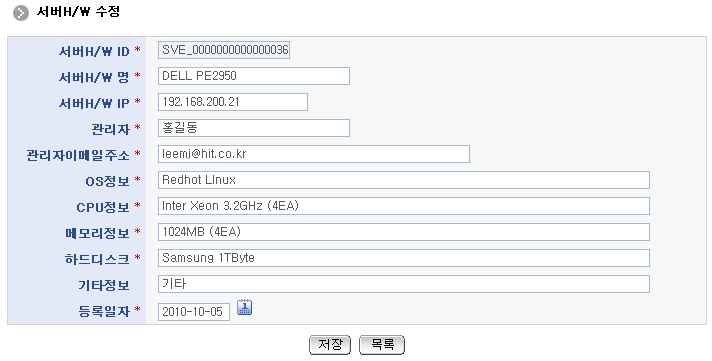 서버H/W 수정
서버H/W ID * SVE_0000000000000036
서버H/W 명 * DELL PE2950
서버H/W IP * 192.168.200.21
관리자 * 홍길동
관리자이메일주소 * leemj@hit.co.kr
OS정보 * Redhot LInux
CPU정보 * Inter Xeon 3.2GHz (4EA)
메모리정보 * 1024MB (4EA)
하드디스크 * Samsung 1TByte
기타정보 기타
등록일자 * 2010-10-05 1
저장 목록